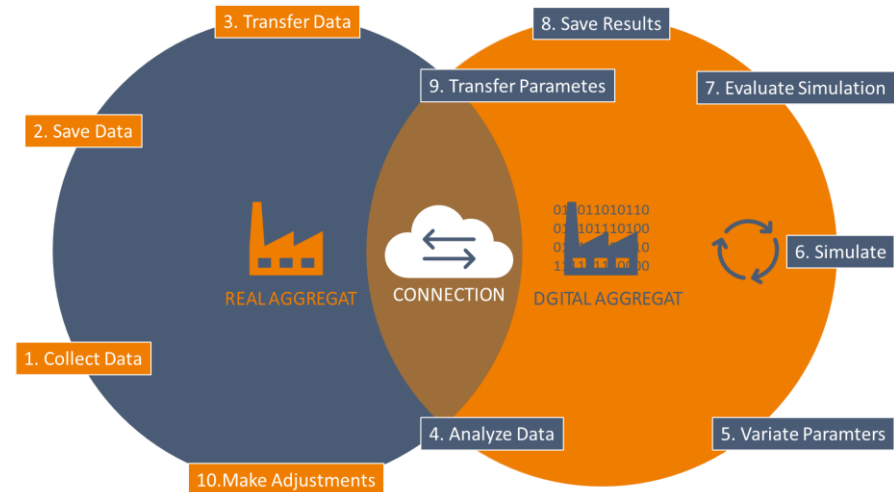 3. Transfer Data
8. Save Results
9. Transfer Parametes
7. Evaluate Simulation
2. Save Data
REAL AGGREGAT
CONNECTION
DGITAL AGGREGAT
6. Simulate
1. Collect Data
4. Analyze Data
5. Variate Paramters
10.Make Adjustments